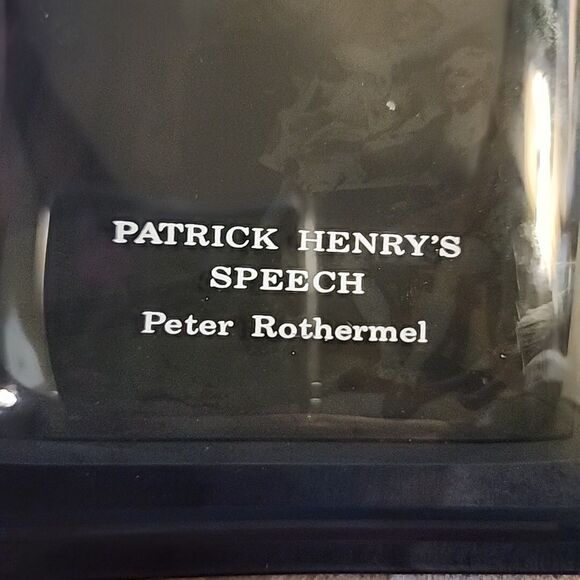 PATRICK HENRY'S
SPEECH
Peter Rothermel